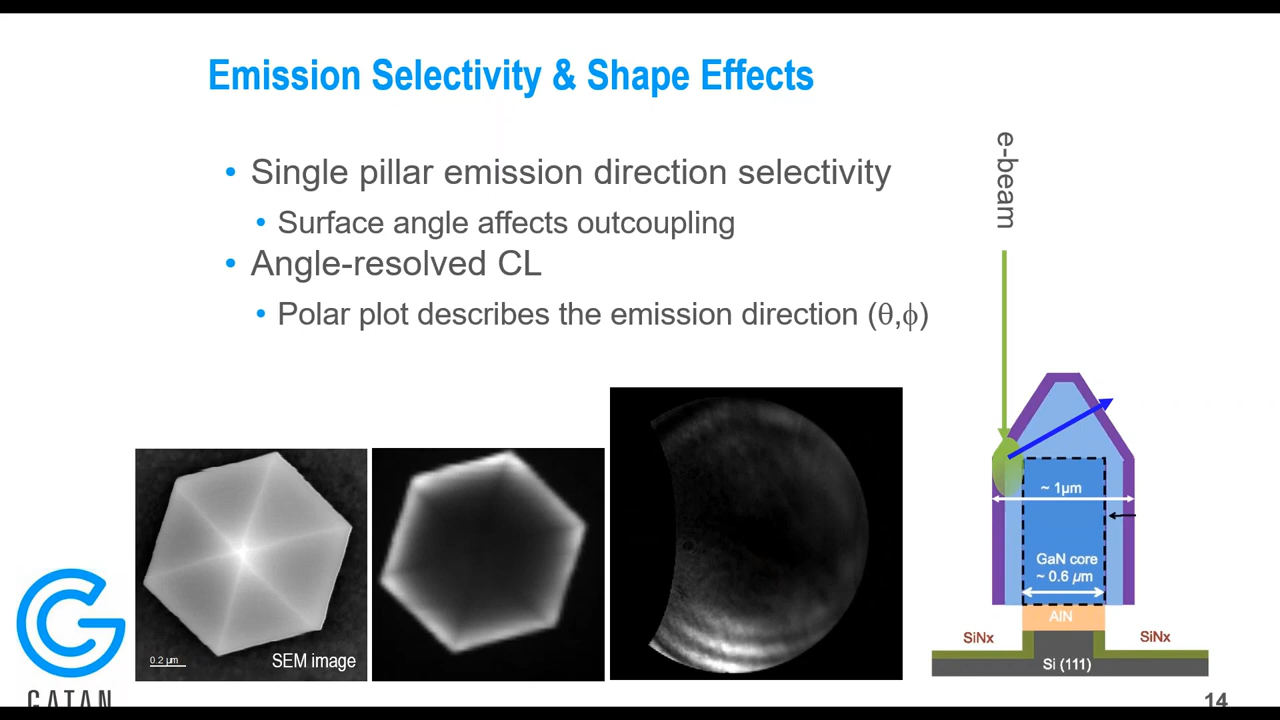 Emission Selectivity & Shape Effects
• Single pillar emission direction selectivity
• Surface angle affects outcoupling
• Angle-resolved CL
• Polar plot describes the emission direction (θ,ϕ)
e-beam
~ 1µm
GaN core
~ 0.6 µm
AlN
SiNx
SiNx
Si (111)
0.2 µm
SEM image
GATAN
14